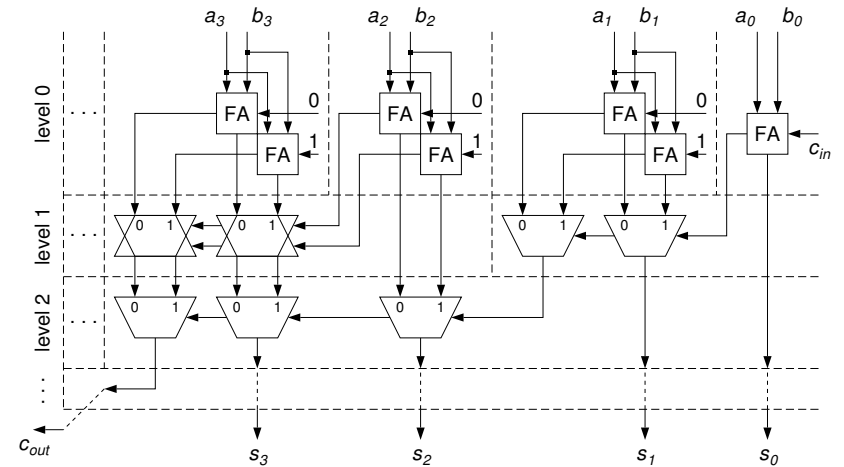 a3 b3 a2 b2 a1 b1 a0 b0
level 0
. . .
FA 0 FA 0 FA 0
FA 1 FA 1 FA 1
FA
cin
level 1
. . .
0 1 0 1 0 1 0 1
level 2
. . .
0 1 0 1 0 1
. . .
cout s3 s2 s1 s0